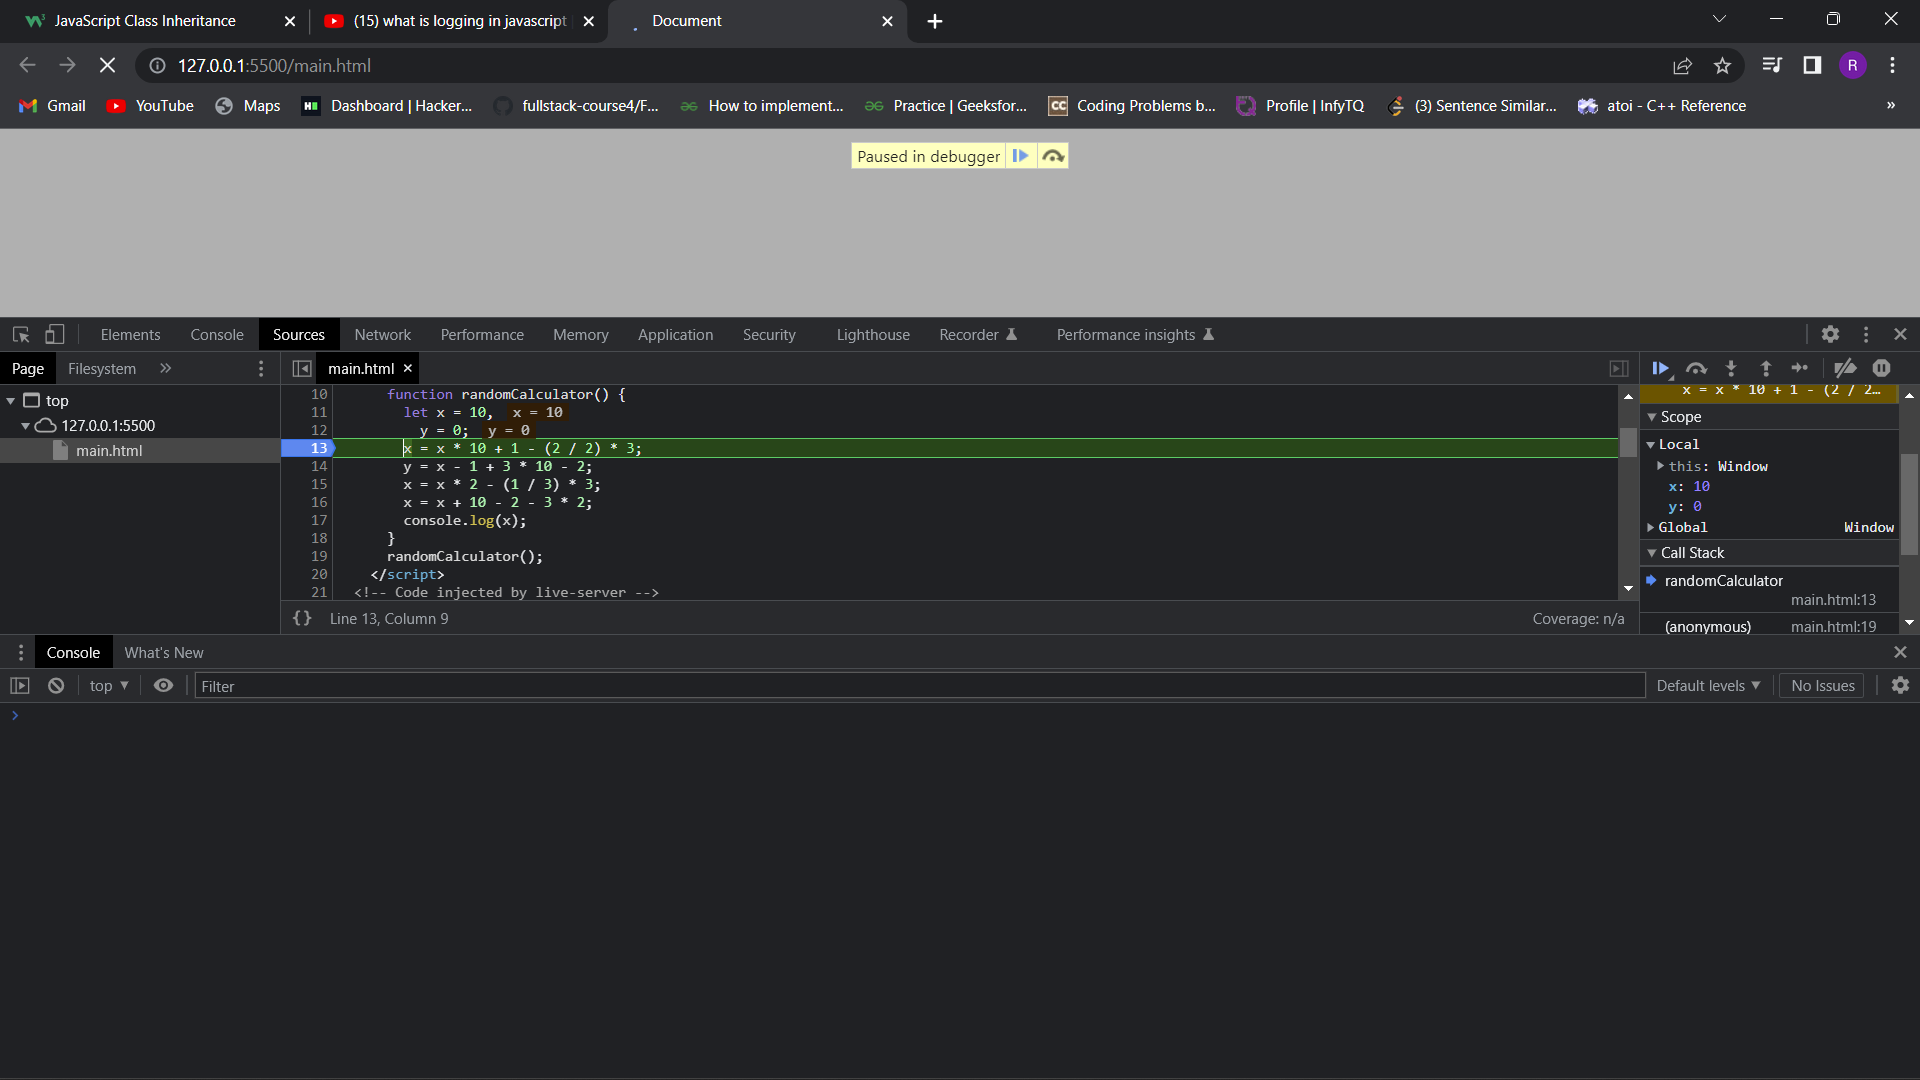 JavaScript Class Inheritance
(15) what is logging in javascript
Document
127.0.0.1:5500/main.html
R
Gmail
YouTube
Maps
Dashboard | Hacker...
fullstack-course4/F...
How to implement...
Practice | Geeksfor...
Coding Problems b...
Profile | InfyTQ
(3) Sentence Similar...
atoi - C++ Reference
»
Paused in debugger
Elements
Console
Sources
Network
Performance
Memory
Application
Security
Lighthouse
Recorder
Performance insights
Page
Filesystem
»
main.html
top
127.0.0.1:5500
main.html
10 function randomCalculator() {
11 let x = 10, x = 10
12 y = 0; y = 0
13 x = x * 10 + 1 - (2 / 2) * 3;
14 y = x - 1 + 3 * 10 - 2;
15 x = x * 2 - (1 / 3) * 3;
16 x = x + 10 - 2 - 3 * 2;
17 console.log(x);
18 }
19 randomCalculator();
20 </script>
21 <!-- Code injected by live-server -->
{} Line 13, Column 9
Coverage: n/a
x = x * 10 + 1 - (2 / 2...
Scope
Local
this: Window
x: 10
y: 0
Global Window
Call Stack
randomCalculator
main.html:13
(anonymous) main.html:19
Console
What's New
top
Filter
Default levels
No Issues